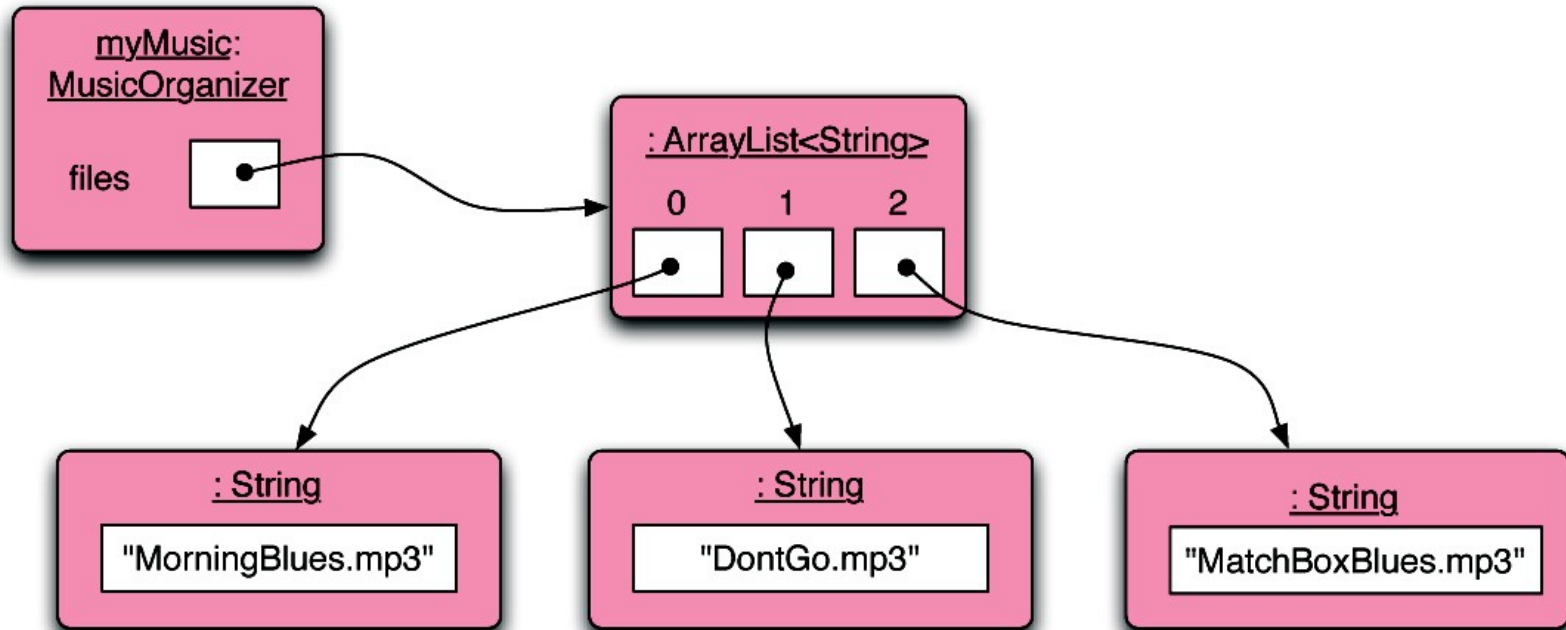 myMusic:
MusicOrganizer
files
: ArrayList<String>
0 1 2
: String
"MorningBlues.mp3"
: String
"DontGo.mp3"
: String
"MatchBoxBlues.mp3"